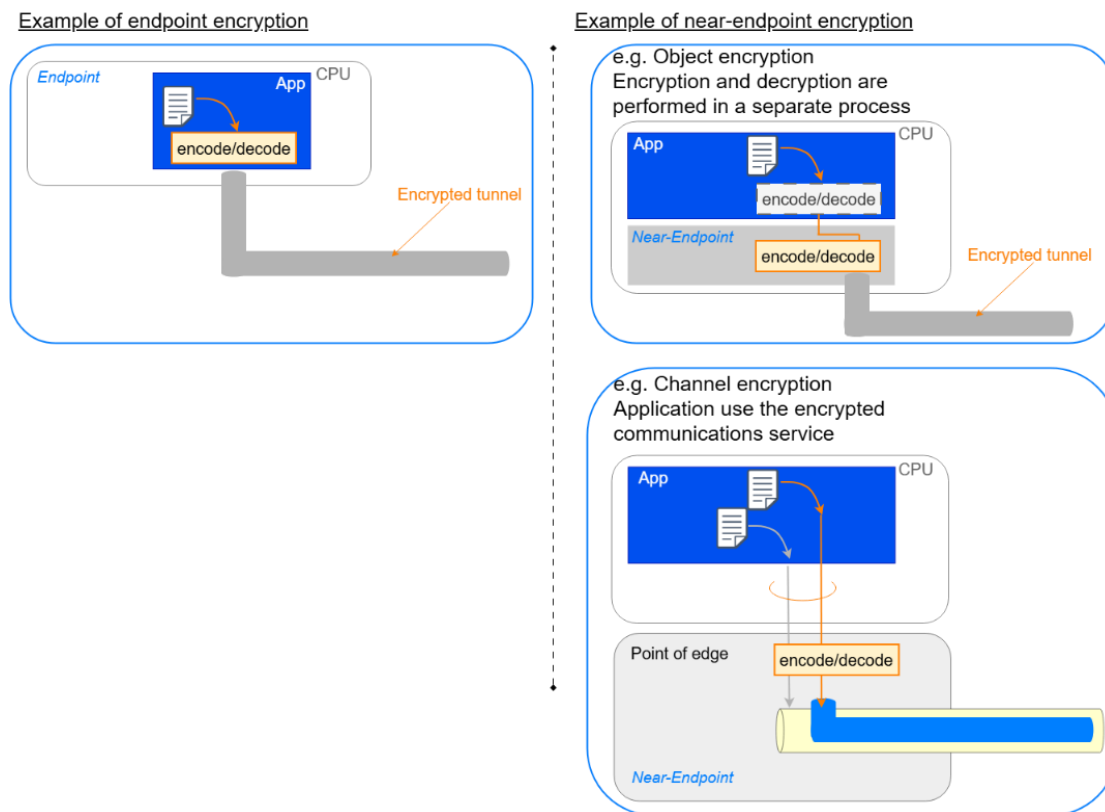 Example of endpoint encryption
Endpoint
CPU
App
encode/decode
Encrypted tunnel
Example of near-endpoint encryption
e.g. Object encryption
Encryption and decryption are
performed in a separate process
CPU
App
encode/decode
Near-Endpoint
encode/decode
Encrypted tunnel
e.g. Channel encryption
Application use the encrypted
communications service
CPU
App
Point of edge
encode/decode
Near-Endpoint